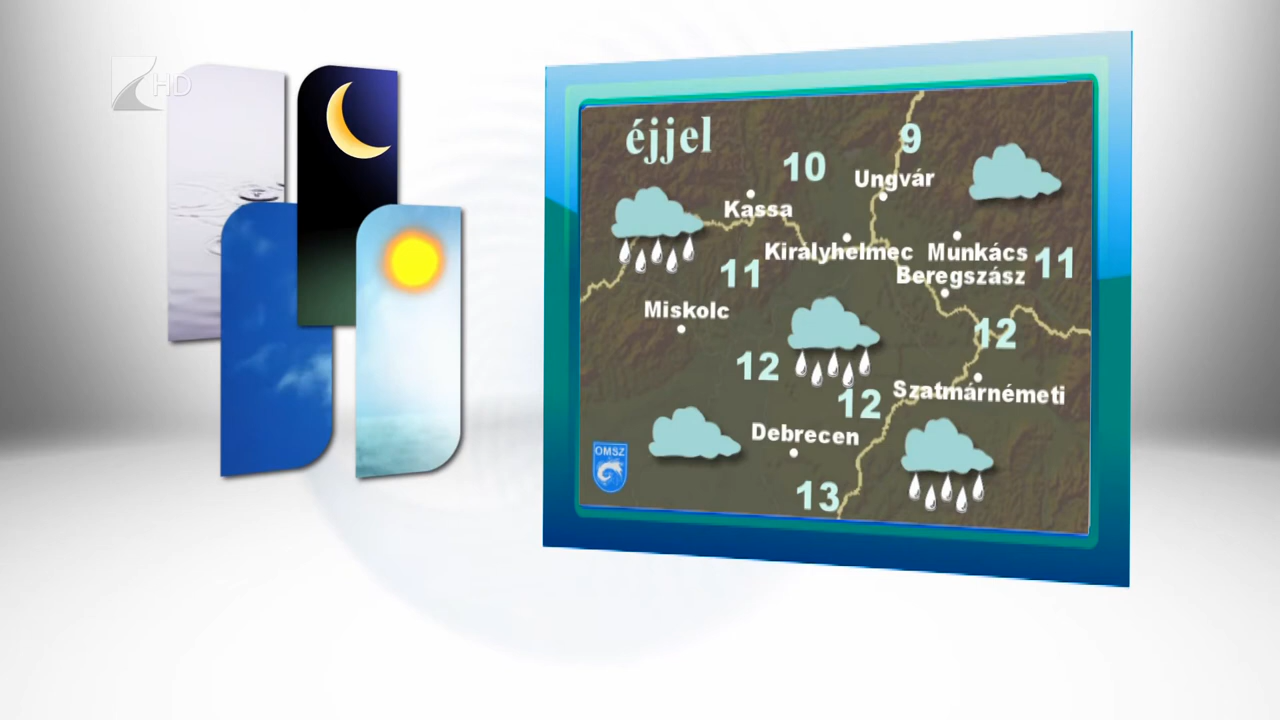 HD
éjjel
9
10
Ungvár
Kassa
Királyhelmec
Munkács
11
11
Beregszász
Miskolc
12
12
12
Szatmárnémeti
Debrecen
OMSZ
13